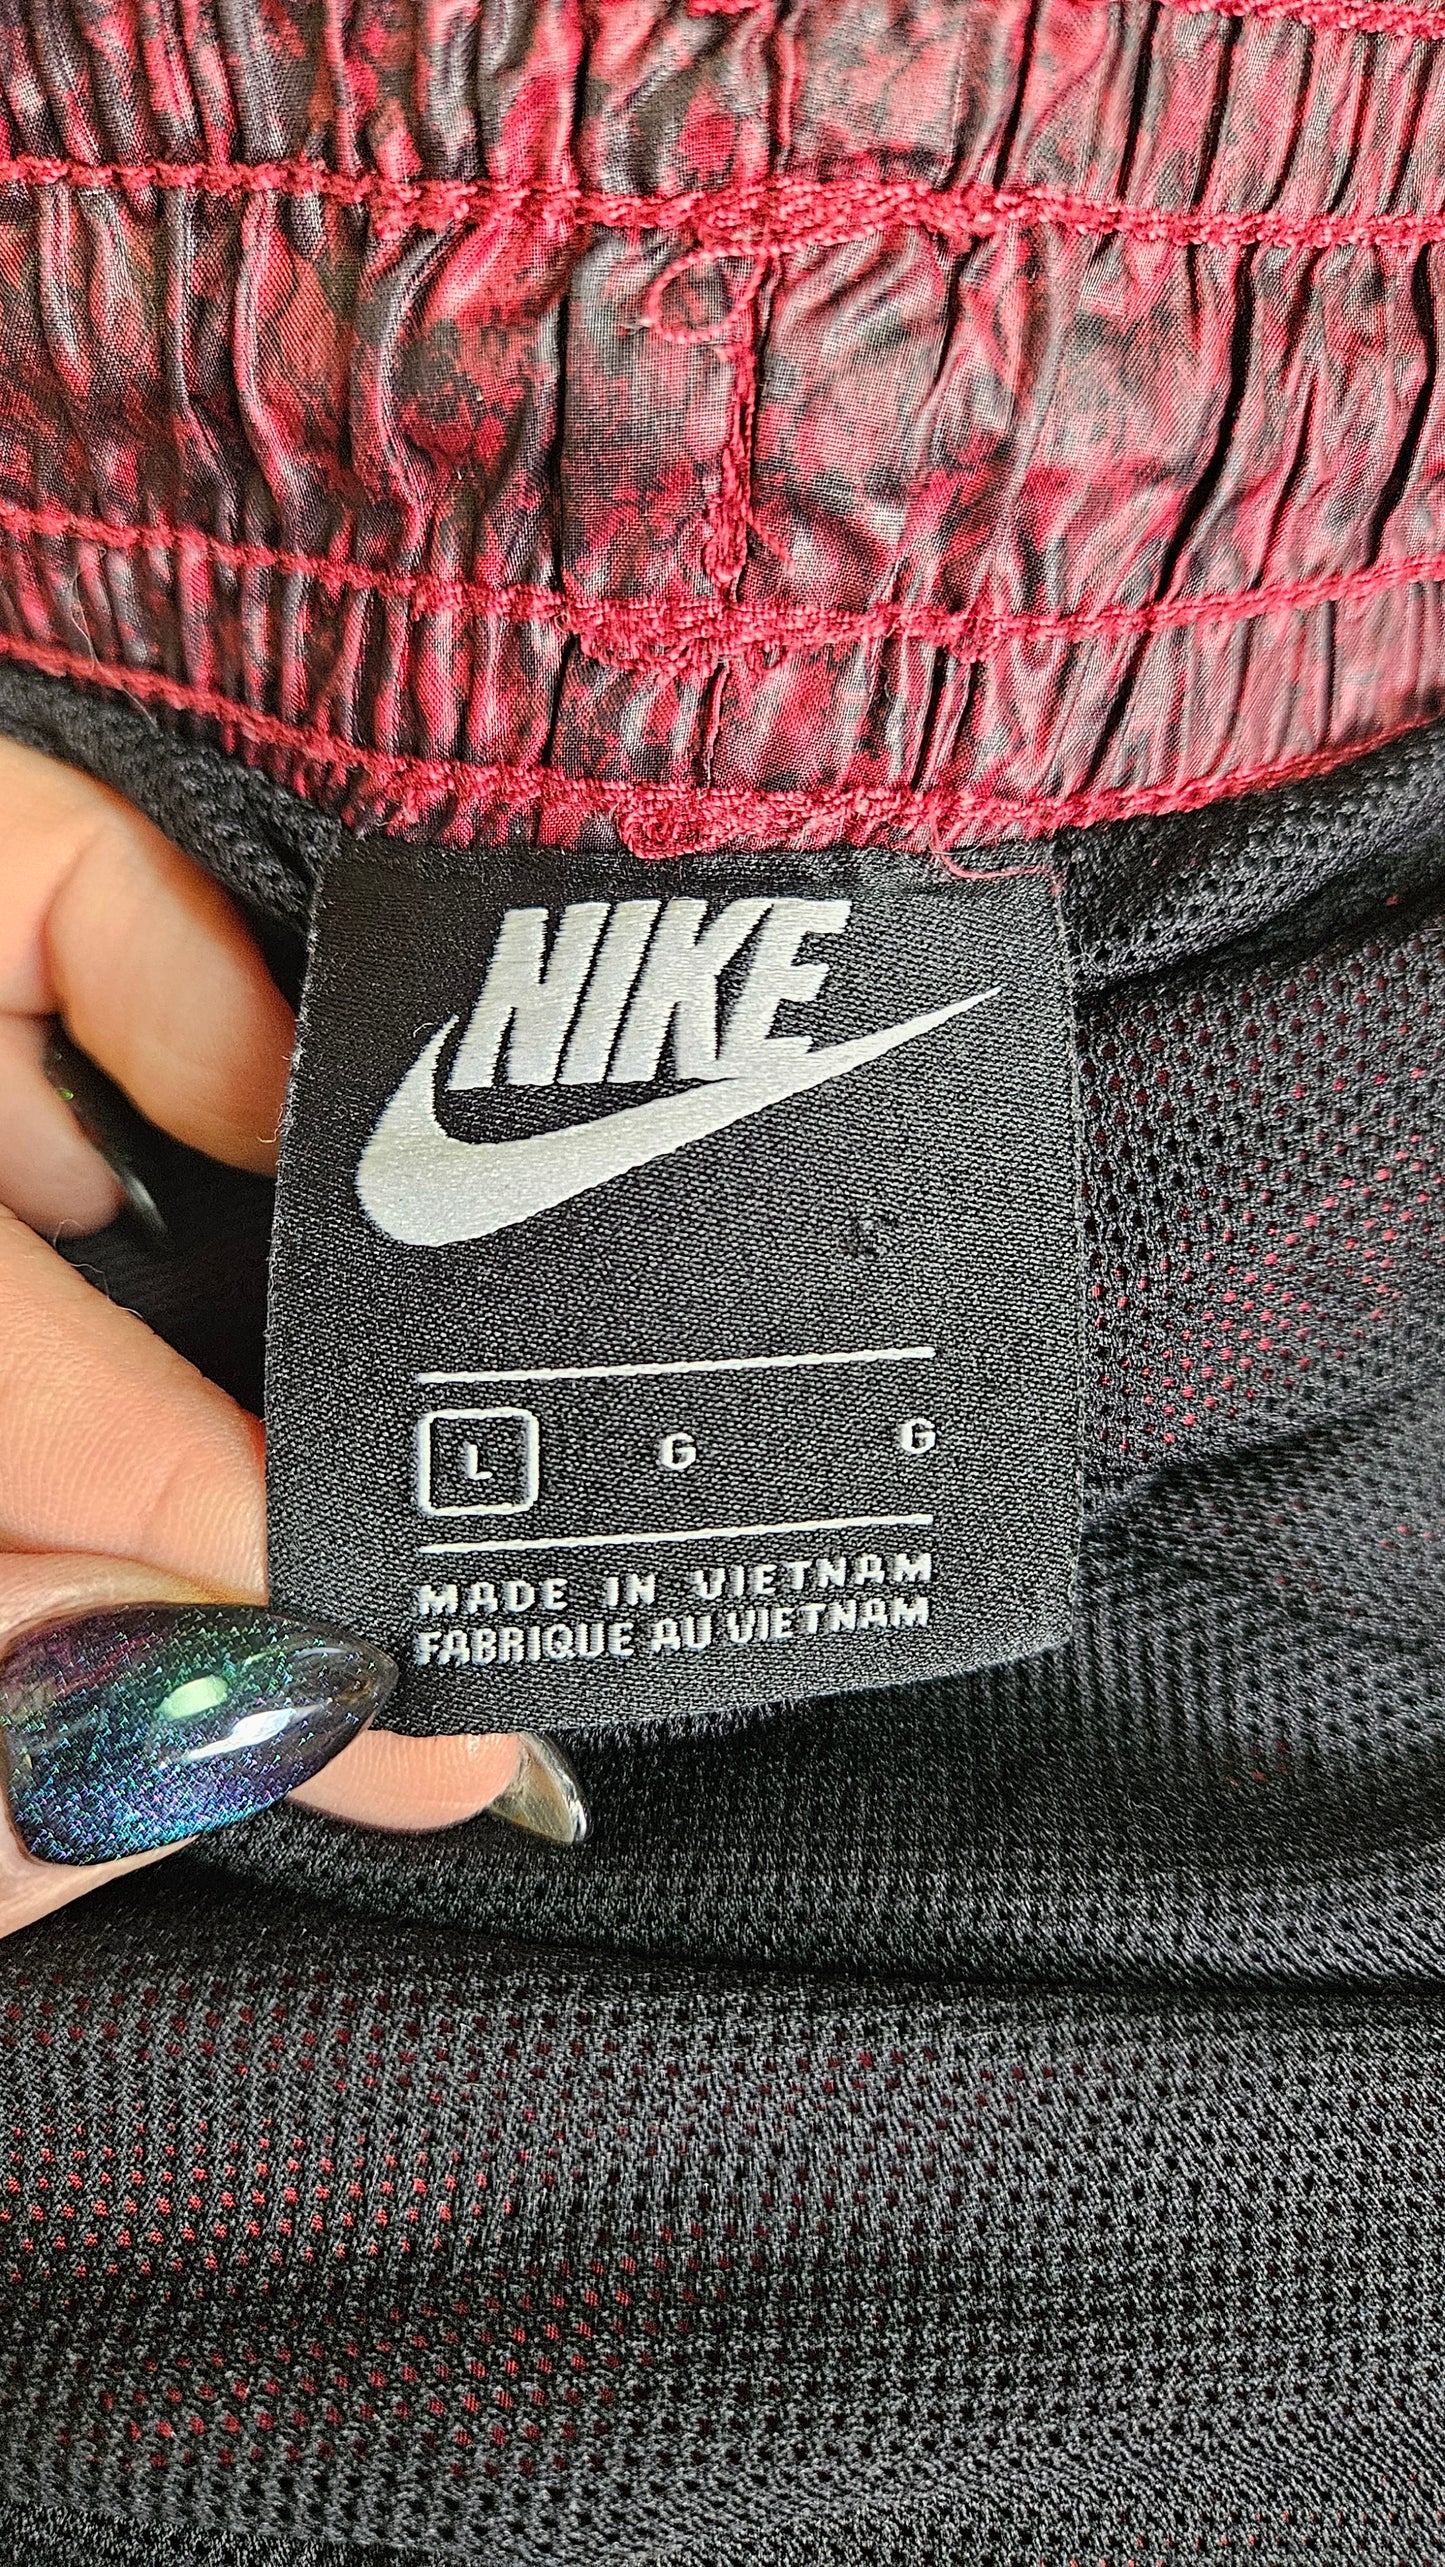 NIKE
L G G
MADE IN VIETNAM
FABRIQUE AU VIETNAM